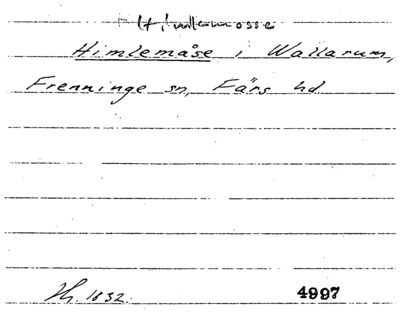 Himlemåse i Wallarum,
Frenninge sn, Färs hd
1832. 4997